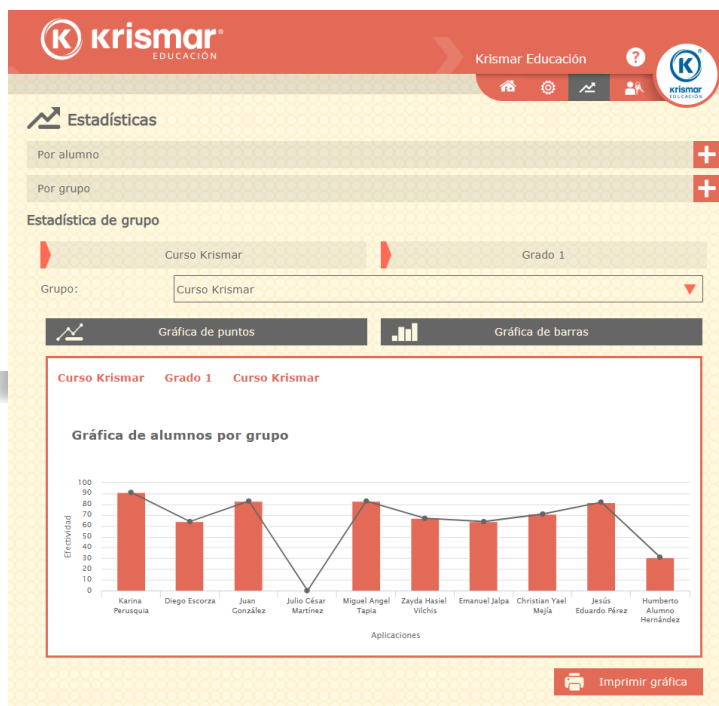 K krismar®
EDUCACIÓN
Krismar Educación ?
K
krismar
EDUCACIÓN
Estadísticas
Por alumno
Por grupo
Estadística de grupo
Curso Krismar Grado 1
Grupo: Curso Krismar
Gráfica de puntos Gráfica de barras
Curso Krismar Grado 1 Curso Krismar
Gráfica de alumnos por grupo
100
90
80
70
60
50
40
30
20
10
0
Efectividad
Karina Perusquia
Diego Escorza
Juan González
Julio César Martínez
Miguel Angel Tapia
Zayda Hasiel Vilchis
Emanuel Jalpa
Christian Yael Mejía
Jesús Eduardo Pérez
Humberto Alumno Hernández
Aplicaciones
Imprimir gráfica